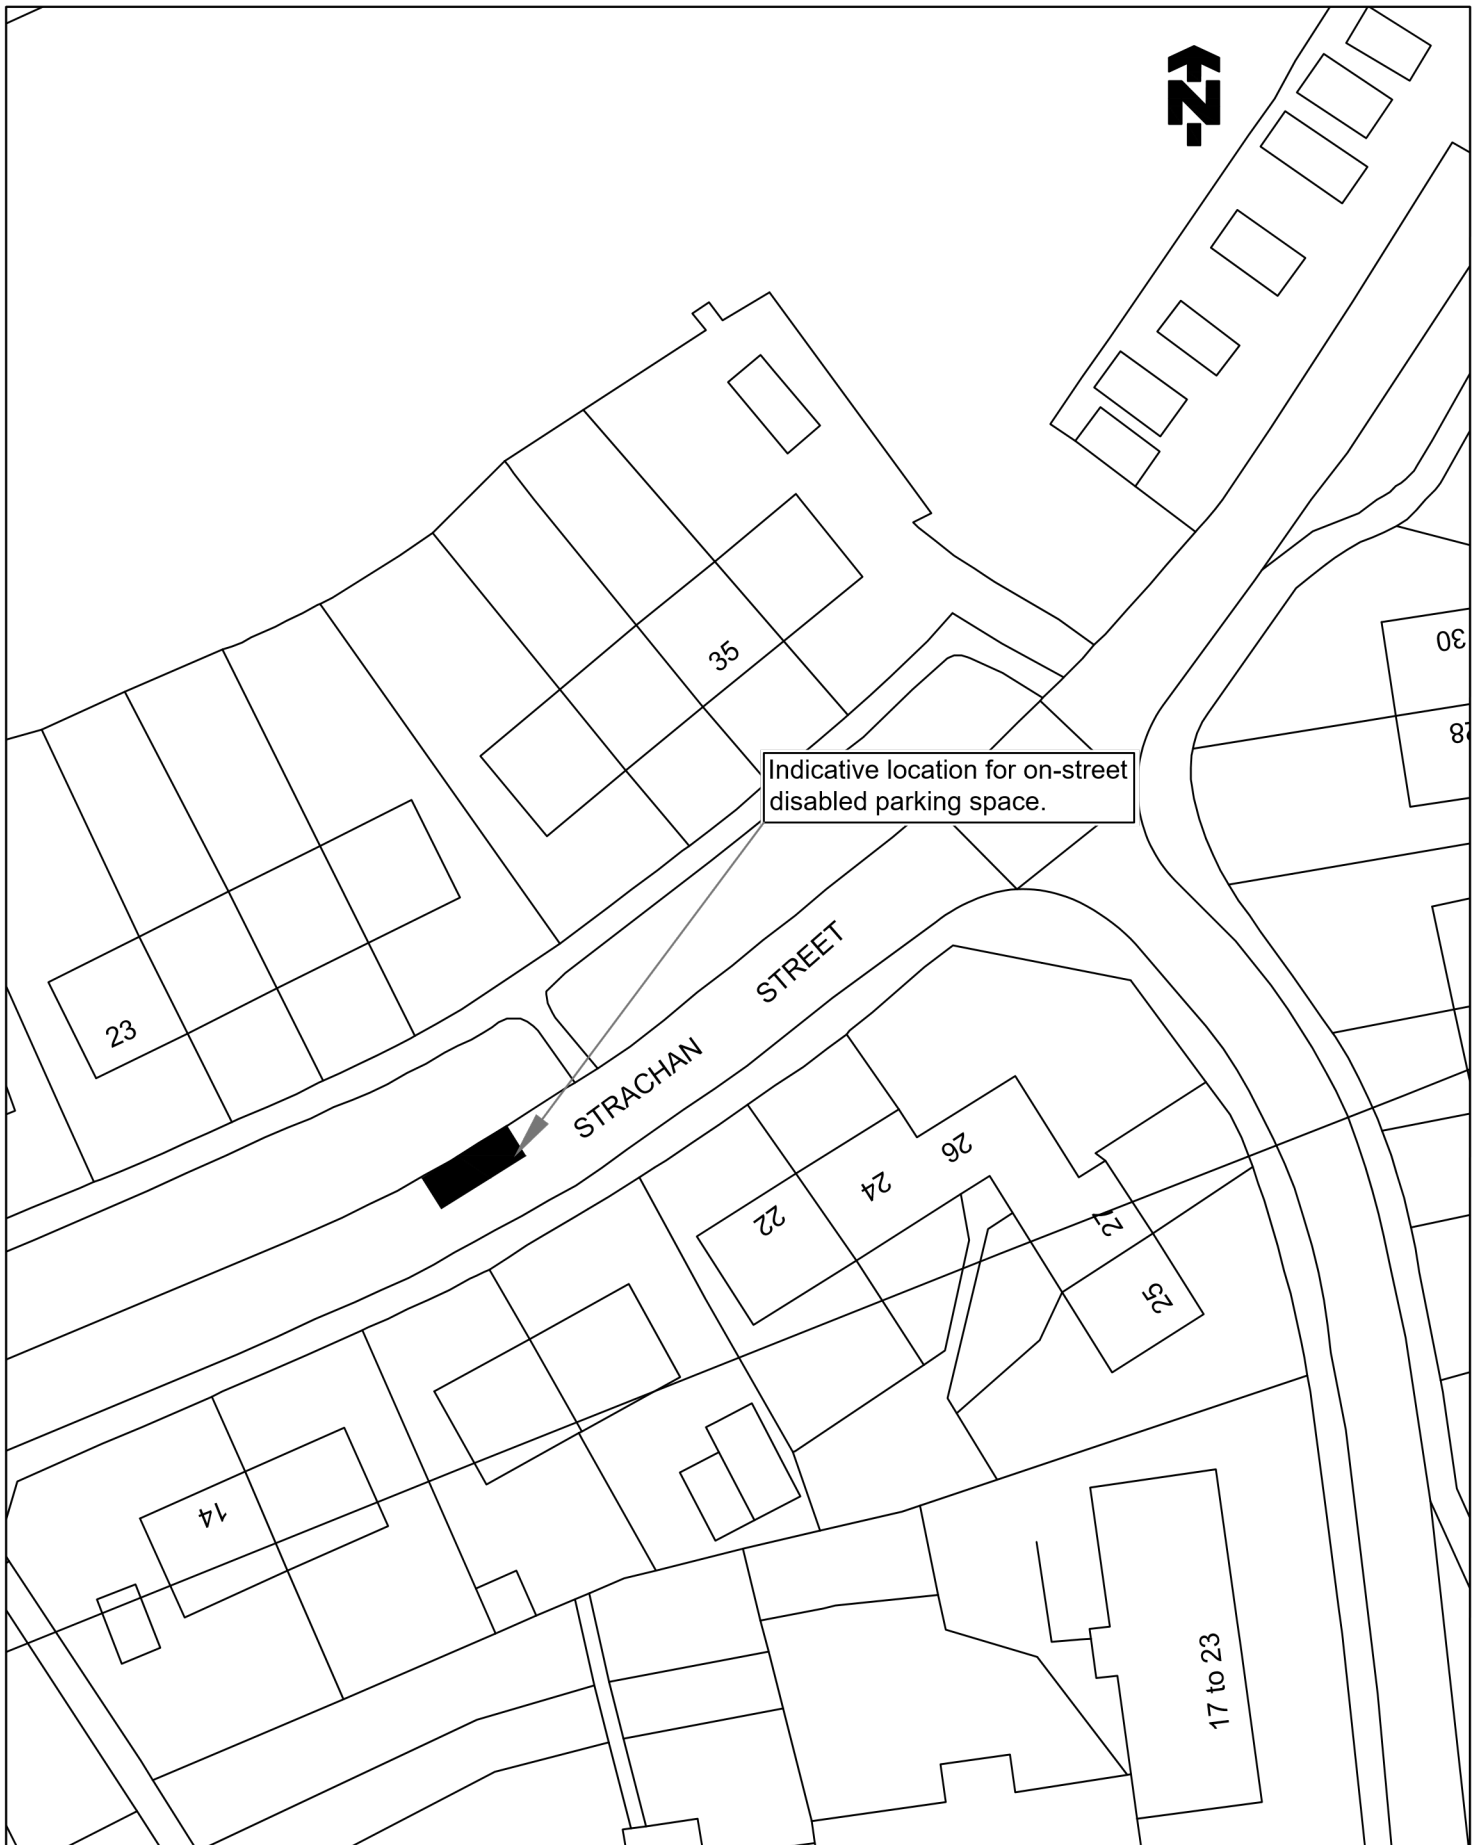 N
30
35
28
Indicative location for on-street
disabled parking space.
STREET
23
STRACHAN
26
24
22
27
25
14
17 to 23